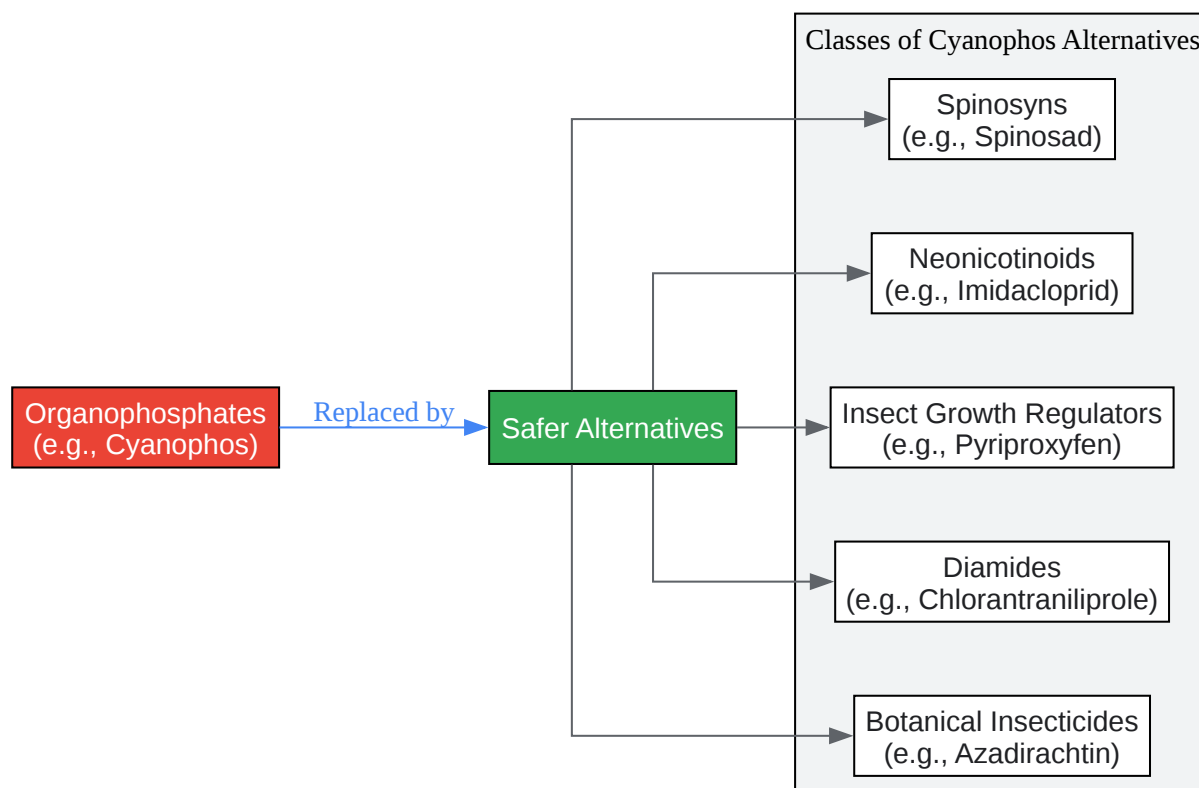 Classes of Cyanophos Alternatives
Spinosyns
(e.g., Spinosad)
Neonicotinoids
(e.g., Imidacloprid)
Organophosphates
(e.g., Cyanophos)
Replaced by
Safer Alternatives
Insect Growth Regulators
(e.g., Pyriproxyfen)
Diamides
(e.g., Chlorantraniliprole)
Botanical Insecticides
(e.g., Azadirachtin)